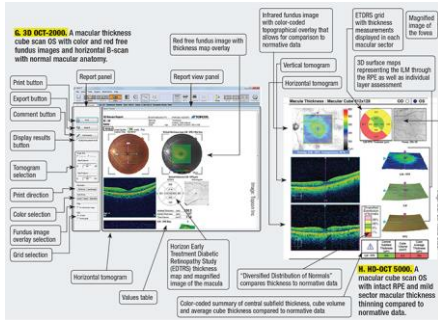 G. 3D OCT-2000. A macular thickness
cube scan OS with color and red free
fundus images and horizontal B-scan
with normal macular anatomy.
Red free fundus image with
thickness map overlay
Print button
Export button
Comment button
Display results
button
Tomogram
selection
Print direction
Color selection
Fundus image
overlay selection
Grid selection
Report panel
Report view panel
Horizontal tomogram
Values table
Horizon Early
Treatment Diabetic
Retinopathy Study
(EDTRS) thickness
map and magnified
image of the macula
Infrared fundus image
with color-coded
topographical overlay that
allows for comparison to
normative data
Vertical tomogram
Horizontal tomogram
ETDRS grid
with thickness
measurements
displayed in
each macular
sector
Magnified
image of
the fovea
3D surface maps
representing the ILM through
the RPE as well as individual
layer assessment
"Diversified Distribution of Normals"
compares thickness to normative data
Color-coded summary of central subfield thickness, cube volume
and average cube thickness compared to normative data
H. HD-OCT 5000. A
macular cube scan OS
with intact RPE and mild
sector macular thickness
thinning compared to
normative data.